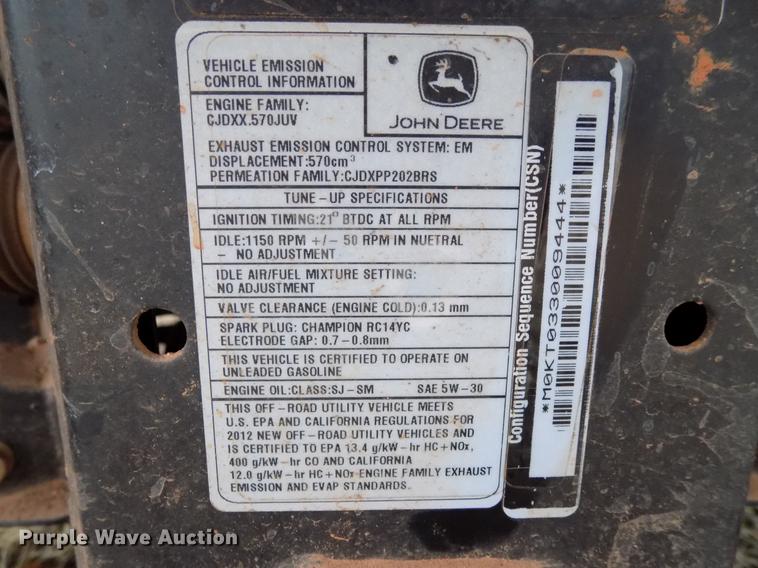 VEHICLE EMISSION
CONTROL INFORMATION
JOHN DEERE
ENGINE FAMILY:
CJDXX.570JUV
EXHAUST EMISSION CONTROL SYSTEM: EM
DISPLACEMENT:570cm³
PERMEATION FAMILY:CJDXPP202BRS
TUNE-UP SPECIFICATIONS
IGNITION TIMING:21° BTDC AT ALL RPM
IDLE:1150 RPM +/- 50 RPM IN NUETRAL
- NO ADJUSTMENT
IDLE AIR/FUEL MIXTURE SETTING:
NO ADJUSTMENT
VALVE CLEARANCE (ENGINE COLD):0.13 mm
SPARK PLUG: CHAMPION RC14YC
ELECTRODE GAP: 0.7-0.8mm
THIS VEHICLE IS CERTIFIED TO OPERATE ON
UNLEADED GASOLINE
ENGINE OIL:CLASS:SJ-SM SAE 5W-30
THIS OFF-ROAD UTILITY VEHICLE MEETS
U.S. EPA AND CALIFORNIA REGULATIONS FOR
2012 NEW OFF-ROAD UTILITY VEHICLES AND
IS CERTIFIED TO EPA 13.4 g/kW-hr HC+NOx,
400 g/kW-hr CO AND CALIFORNIA
12.0 g/kW-hr HC+NOx ENGINE FAMILY EXHAUST
EMISSION AND EVAP STANDARDS.
Configuration Sequence Number(CSN)
*M0KT033009444*
Purple Wave Auction